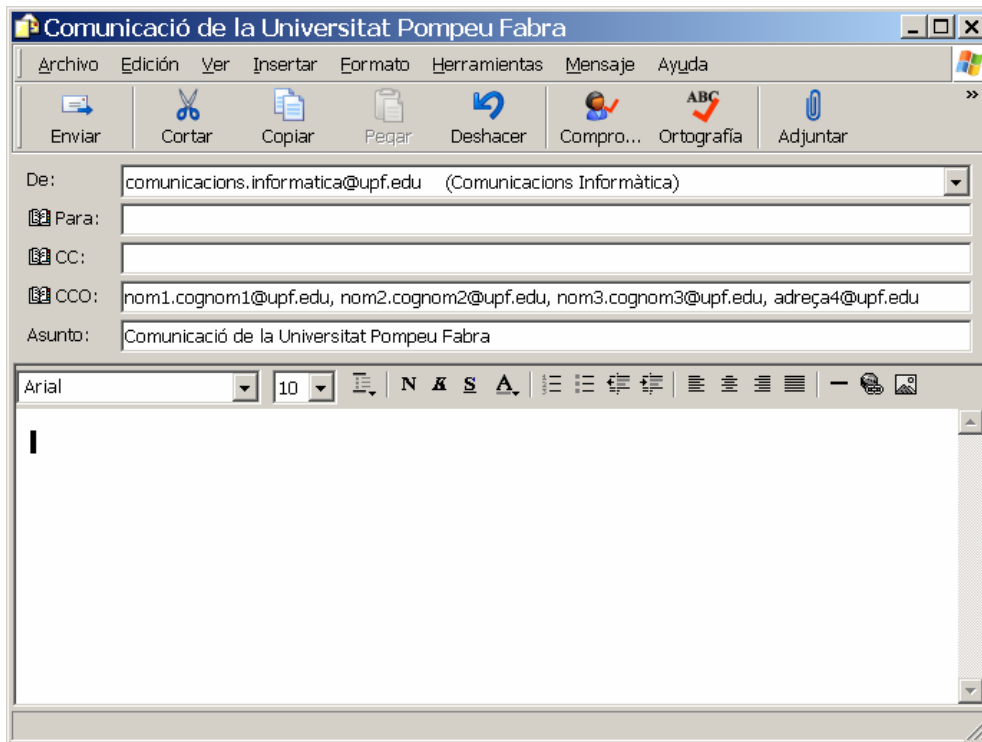 Comunicació de la Universitat Pompeu Fabra
Archivo Edición Ver Insertar Formato Herramientas Mensaje Ayuda
Enviar Cortar Copiar Pegar Deshacer Compro... Ortografía Adjuntar
De: comunicacions.informatica@upf.edu (Comunicacions Informàtica)
Para:
CC:
CCO: nom1.cognom1@upf.edu, nom2.cognom2@upf.edu, nom3.cognom3@upf.edu, adreça4@upf.edu
Asunto: Comunicació de la Universitat Pompeu Fabra
Arial 10 N K S A